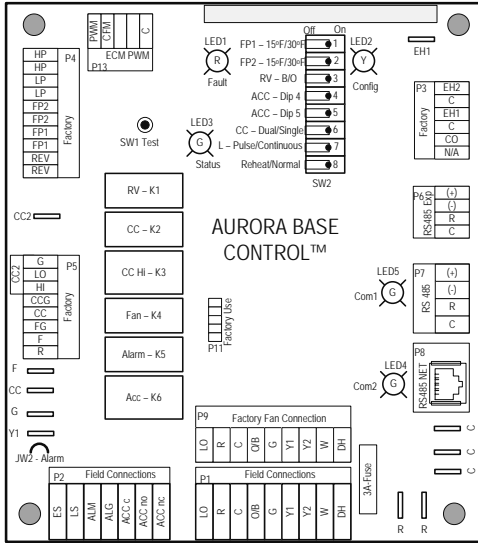 PWM
CFM
C
ECM PWM
P13
LED1
R
Fault
Off On
FP1 – 15ºF/30ºF 1
FP2 – 15ºF/30ºF 2
RV – B/O 3
ACC – Dip 4 4
ACC – Dip 5 5
CC – Dual/Single 6
L – Pulse/Continuous 7
Reheat/Normal 8
SW2
LED2
Y
Config
EH1
P4
HP
HP
LP
LP
FP2
FP2
FP1
FP1
REV
REV
Factory
SW1 Test
LED3
G
Status
P3
EH2
C
EH1
C
CO
N/A
Factory
CC2
RV – K1
CC – K2
CC Hi – K3
Fan – K4
Alarm – K5
Acc – K6
AURORA BASE
CONTROL™
P6
RS485 Exp
(+)
(-)
R
C
CC2
P5
G
LO
HI
CCG
CC
FG
F
R
Factory
P11
Factory Use
LED5
Com1
G
P7
RS 485
(+)
(-)
R
C
LED4
Com2
G
P8
RS485 NET
F
CC
G
Y1
JW2 - Alarm
P9 Factory Fan Connection
LO R C O/B G Y1 Y2 W DH
P2 Field Connections
ES LS ALM ALG ACC c ACC no ACC nc
P1 Field Connections
LO R C O/B G Y1 Y2 W DH
3A-Fuse
C
C
C
R R